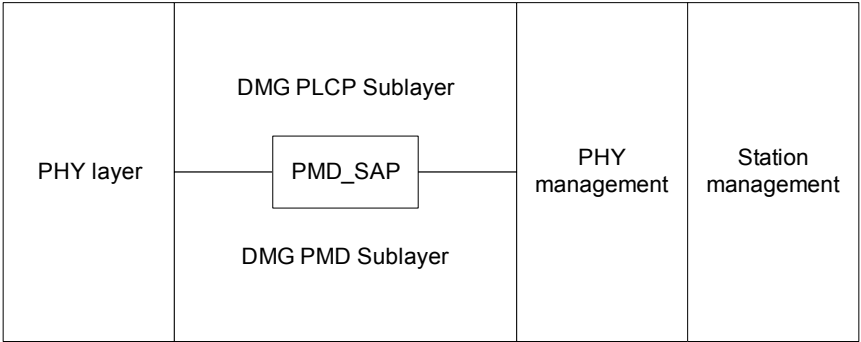 DMG PLCP Sublayer
PHY layer
PMD_SAP
PHY
management
Station
management
DMG PMD Sublayer